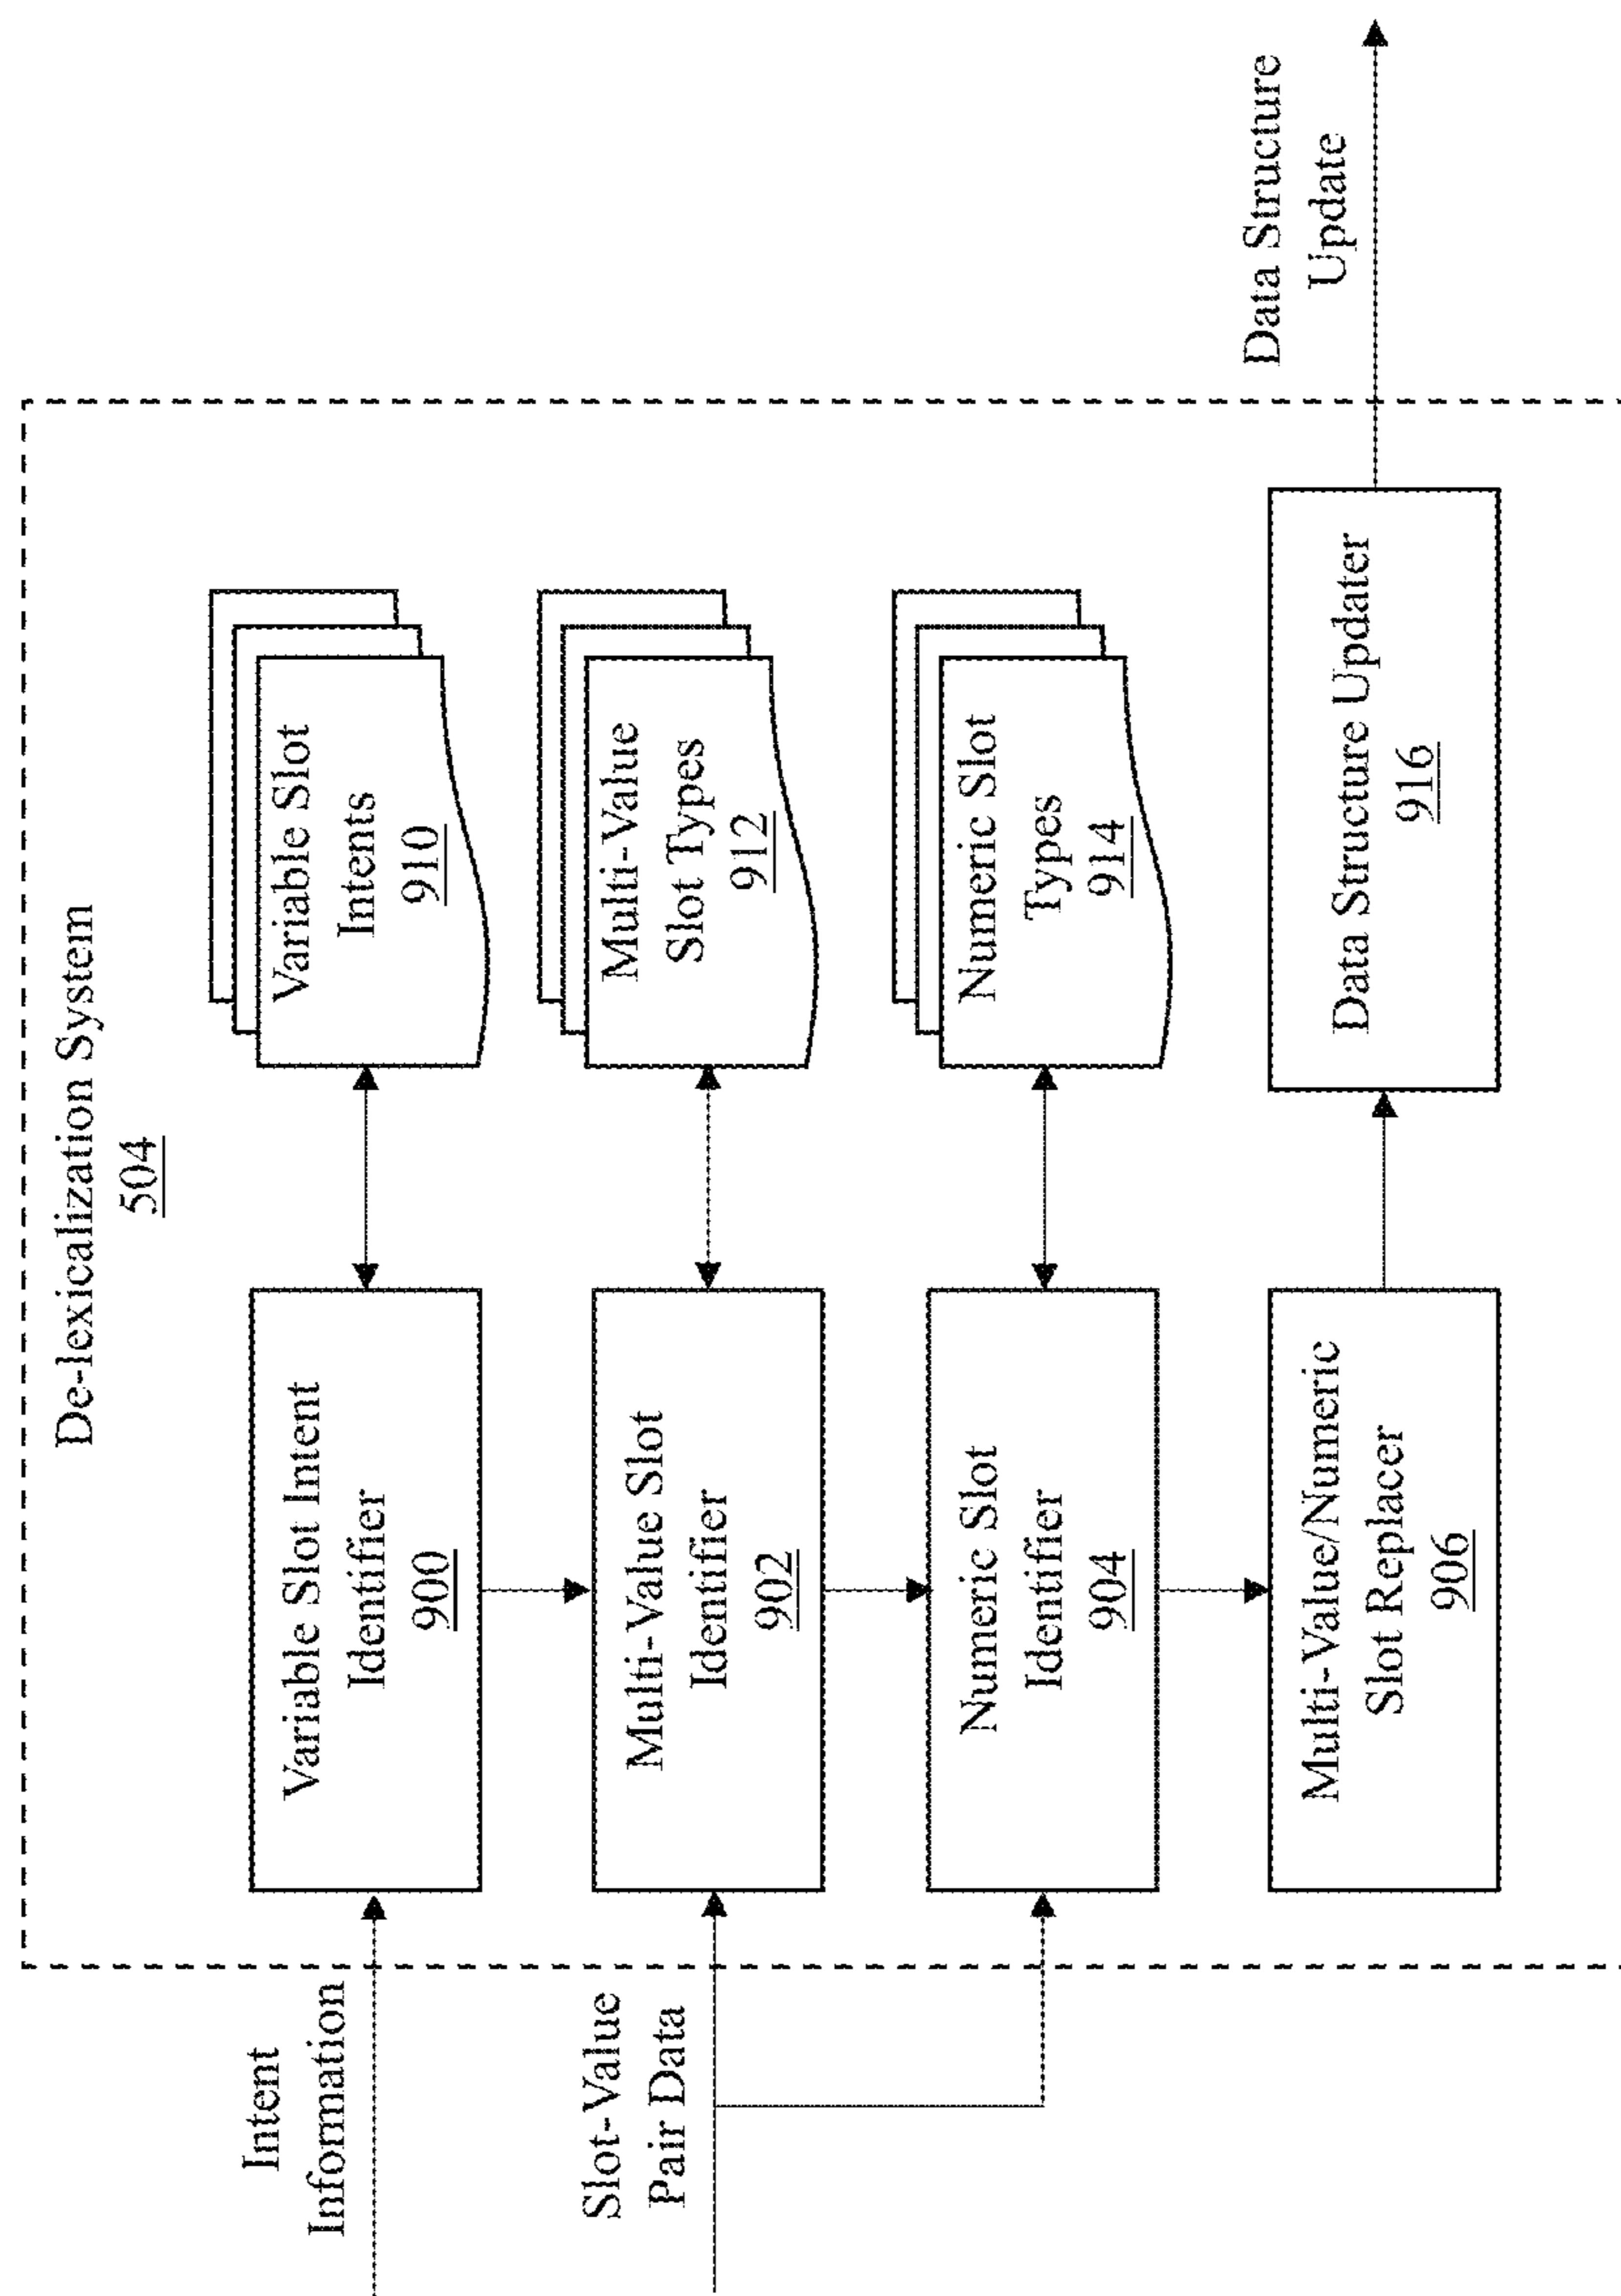 De-lexicalization System
504
Intent
Information
Variable Slot Intent
Identifier
900
Variable Slot
Intents
910
Slot-Value
Pair Data
Multi-Value Slot
Identifier
902
Multi-Value
Slot Types
912
Numeric Slot
Identifier
904
Numeric Slot
Types
914
Multi-Value/Numeric
Slot Replacer
906
Data Structure Updater
916
Data Structure
Update